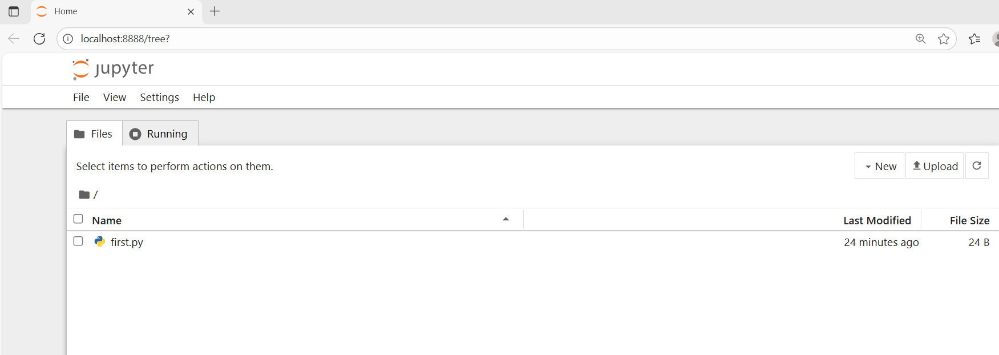 Home
localhost:8888/tree?
jupyter
File View Settings Help
Files Running
Select items to perform actions on them.
New Upload
/
Name Last Modified File Size
first.py 24 minutes ago 24 B